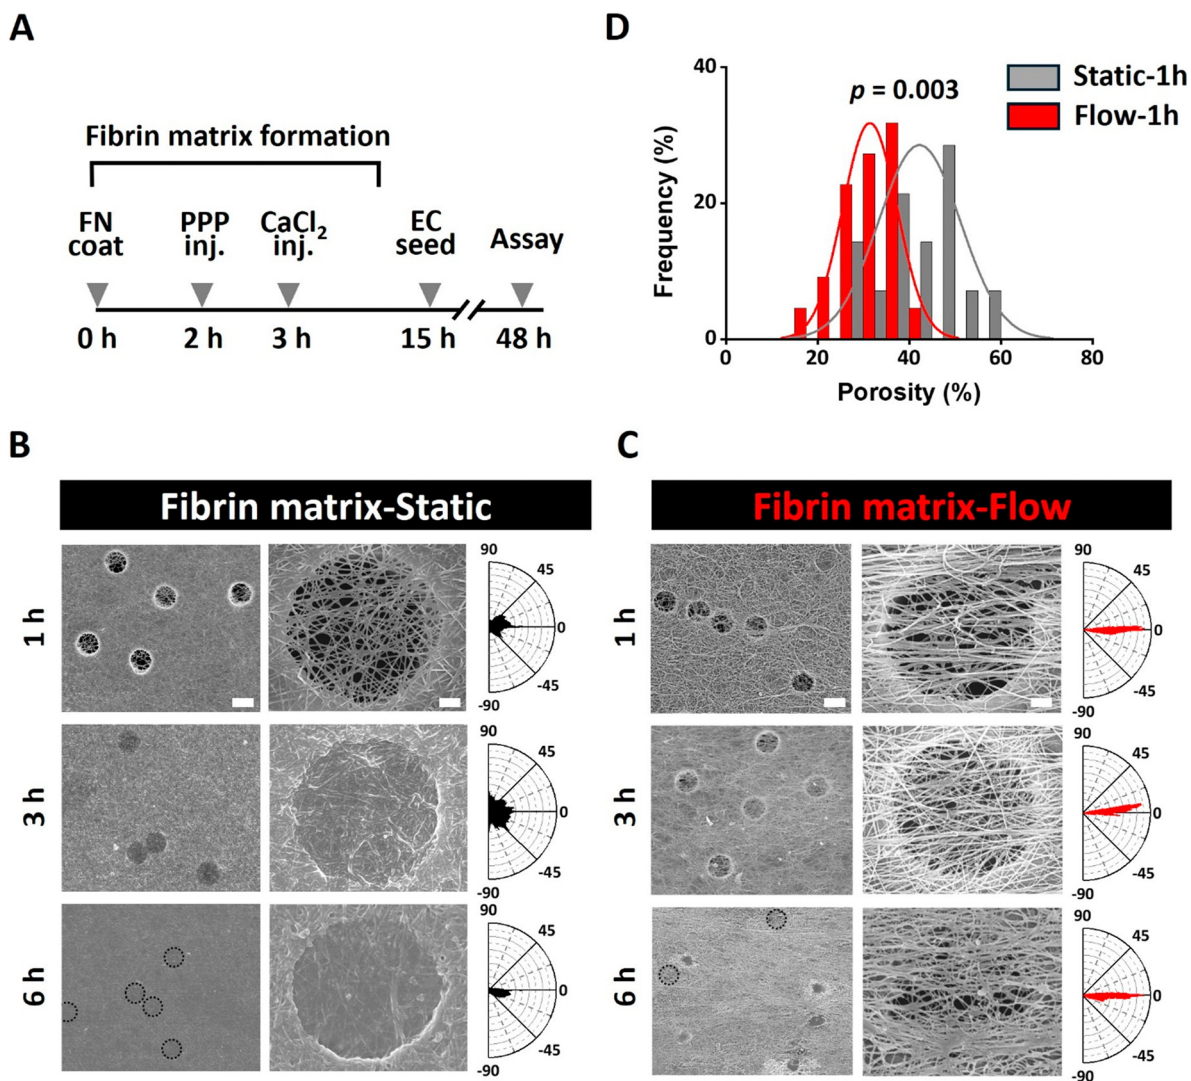 A
Fibrin matrix formation
FN coat
PPP inj.
CaCl2 inj.
EC seed
Assay
0 h
2 h
3 h
15 h
48 h
D
Frequency (%)
40
20
0
p = 0.003
Static-1h
Flow-1h
0
20
40
60
80
Porosity (%)
B
Fibrin matrix-Static
1 h
90
45
0
-45
-90
3 h
90
45
0
-45
-90
6 h
90
45
0
-45
-90
C
Fibrin matrix-Flow
1 h
90
45
0
-45
-90
3 h
90
45
0
-45
-90
6 h
90
45
0
-45
-90